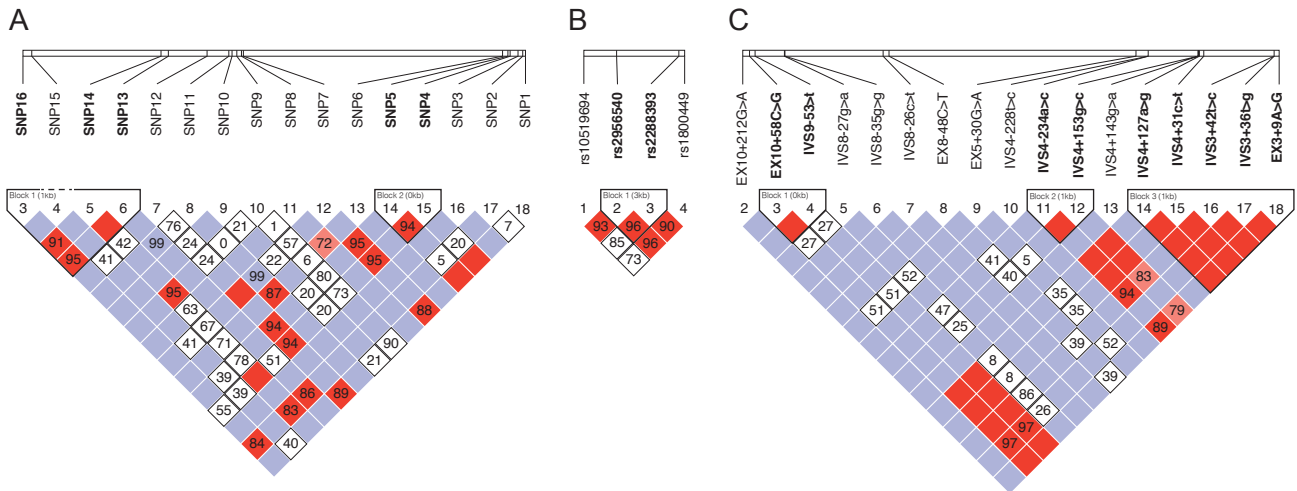 A
SNP16
SNP15
SNP14
SNP13
SNP12
SNP11
SNP10
SNP9
SNP8
SNP7
SNP6
SNP5
SNP4
SNP3
SNP2
SNP1
Block 1 (1kb)
Block 2 (0kb)
3 4 5 6 7 8 9 10 11 12 13 14 15 16 17 18
76 21 1 94 7
91 42 99 24 0 57 72 95 20
95 41 24 22 6 95 5
99 80
95 87 20 73
63 20 88
67 94
41 71 94 90
78 51 21
39
39 86 89
55 83
84 40
B
rs10519694
rs2956540
rs2288393
rs1800449
Block 1 (3kb)
1 2 3 4
93 96 90
85 96
73
C
EX10+212G>A
EX10+58C>G
IVS9-53>t
IVS8-27g>a
IVS8-35g>g
IVS8-26c>t
EX8-48C>T
EX5+30G>A
IVS4-228t>c
IVS4-234a>c
IVS4+153g>c
IVS4+143g>a
IVS4+127a>g
IVS4+31c>t
IVS3+42t>c
IVS3+36t>g
EX3+9A>G
Block 1 (0kb)
Block 2 (1kb)
Block 3 (1kb)
2 3 4 5 6 7 8 9 10 11 12 13 14 15 16 17 18
27
27
41 5
52 40 83
51 35 94
51 47 35 79
25 89
39 52
8
8 39
86
26
97
97